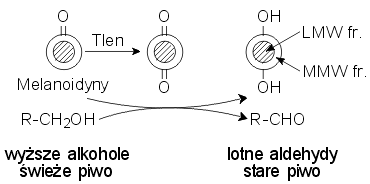 O O OH
Tlen LMW fr.
MMW fr.
O OH
Melanoidyny
R-CH₂OH R-CHO
wyższe alkohole lotne aldehydy
świeże piwo stare piwo